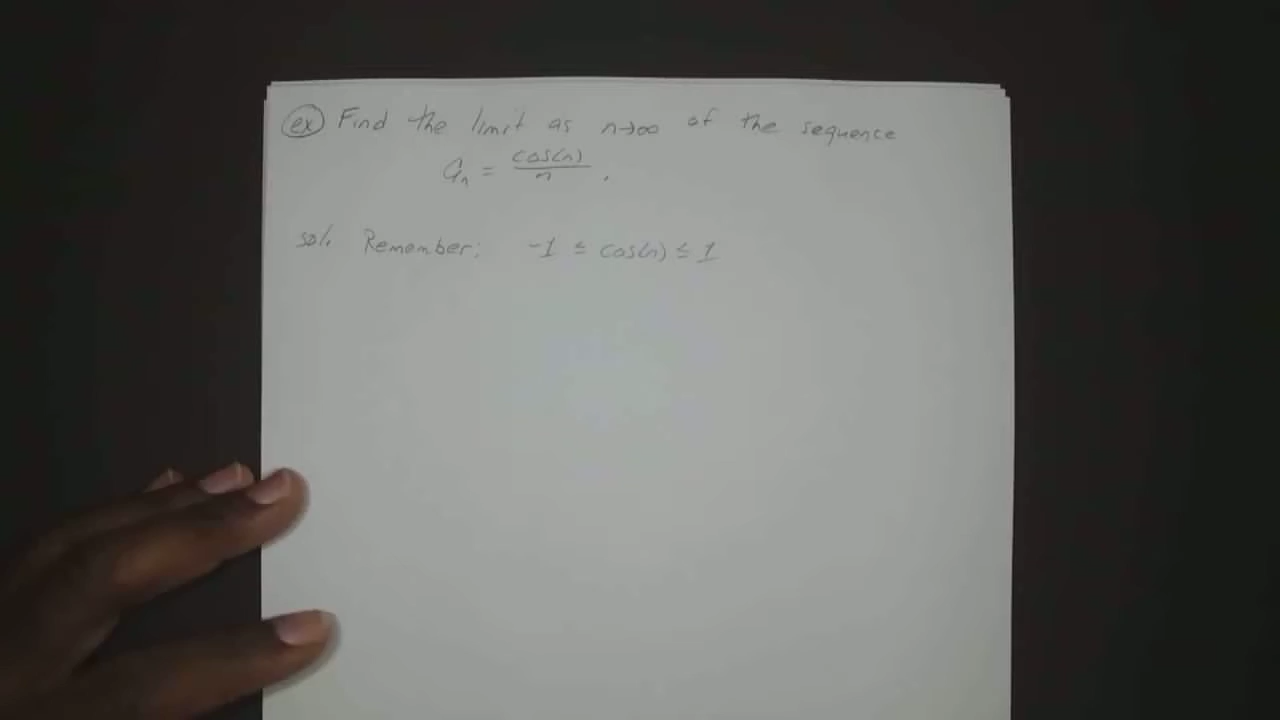 ex Find the limit as n→∞ of the sequence
aₙ = cos(n)/n .
sol'n Remember: -1 ≤ cos(n) ≤ 1